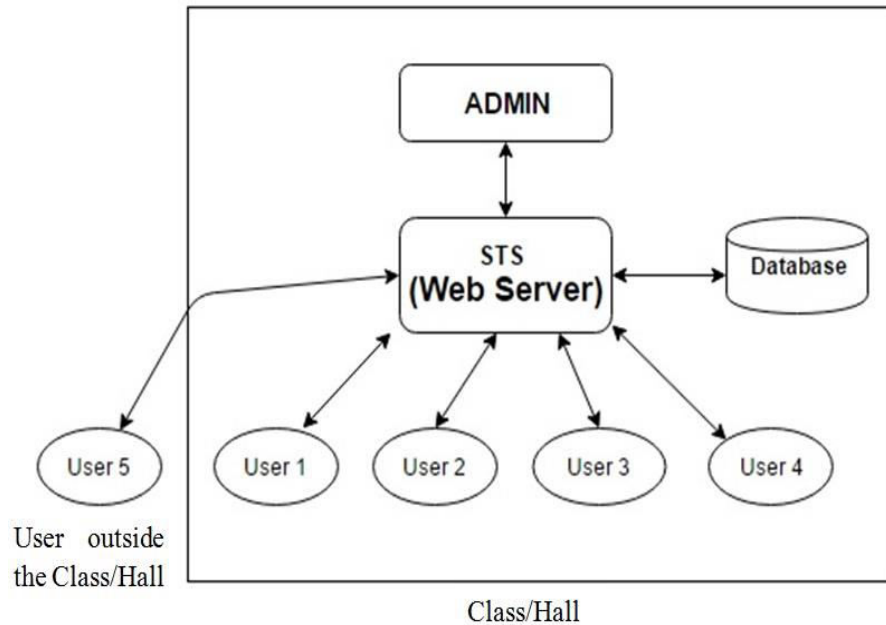 ADMIN
STS
(Web Server)
Database
User 5
User 1
User 2
User 3
User 4
User outside
the Class/Hall
Class/Hall